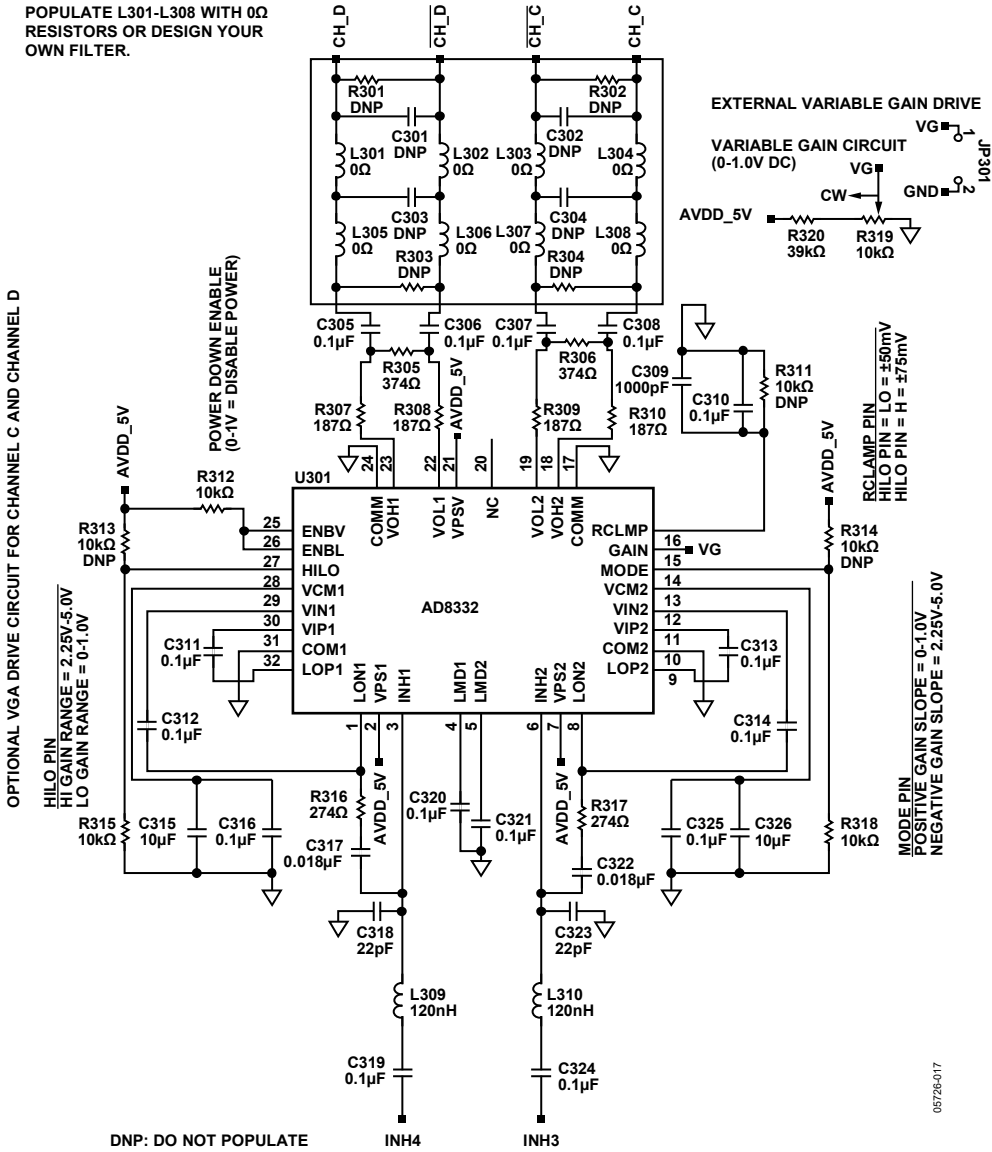 POPULATE L301-L308 WITH 0Ω
RESISTORS OR DESIGN YOUR
OWN FILTER.
CH_D
CH_D
CH_C
CH_C
R301
DNP
R302
DNP
C301
DNP
C302
DNP
L301
0Ω
L302
0Ω
L303
0Ω
L304
0Ω
C303
DNP
C304
DNP
L305
0Ω
L306
0Ω
L307
0Ω
L308
0Ω
R303
DNP
R304
DNP
EXTERNAL VARIABLE GAIN DRIVE
VG
1
JP301
GND
2
VARIABLE GAIN CIRCUIT
(0-1.0V DC)
VG
CW
AVDD_5V
R320
39kΩ
R319
10kΩ
OPTIONAL VGA DRIVE CIRCUIT FOR CHANNEL C AND CHANNEL D
POWER DOWN ENABLE
(0-1V = DISABLE POWER)
C305
0.1µF
C306
0.1µF
C307
0.1µF
C308
0.1µF
R305
374Ω
R306
374Ω
R307
187Ω
R308
187Ω
AVDD_5V
R309
187Ω
R310
187Ω
C309
1000pF
C310
0.1µF
R311
10kΩ
DNP
RCLAMP PIN
HILO PIN = LO = ±50mV
HILO PIN = H = ±75mV
AVDD_5V
R312
10kΩ
R313
10kΩ
DNP
AVDD_5V
R314
10kΩ
DNP
U301
24
23
22
21
20
19
18
17
COMM
VOH1
VOL1
VPSV
NC
VOL2
VOH2
COMM
25
ENBV
26
ENBL
27
HILO
28
VCM1
29
VIN1
30
VIP1
31
COM1
32
LOP1
AD8332
RCLMP
GAIN
16
VG
MODE
15
VCM2
14
VIN2
13
VIP2
12
COM2
11
LOP2
10
9
LON1
VPS1
INH1
LMD1
LMD2
INH2
VPS2
LON2
1
2
3
4
5
6
7
8
C311
0.1µF
C312
0.1µF
C313
0.1µF
C314
0.1µF
HILO PIN
HI GAIN RANGE = 2.25V-5.0V
LO GAIN RANGE = 0-1.0V
MODE PIN
POSITIVE GAIN SLOPE = 0-1.0V
NEGATIVE GAIN SLOPE = 2.25V-5.0V
AVDD_5V
AVDD_5V
R315
10kΩ
C315
10µF
C316
0.1µF
R316
274Ω
C317
0.018µF
C320
0.1µF
C321
0.1µF
R317
274Ω
C322
0.018µF
C325
0.1µF
C326
10µF
R318
10kΩ
C318
22pF
C323
22pF
L309
120nH
L310
120nH
C319
0.1µF
C324
0.1µF
INH4
INH3
DNP: DO NOT POPULATE
05726-017